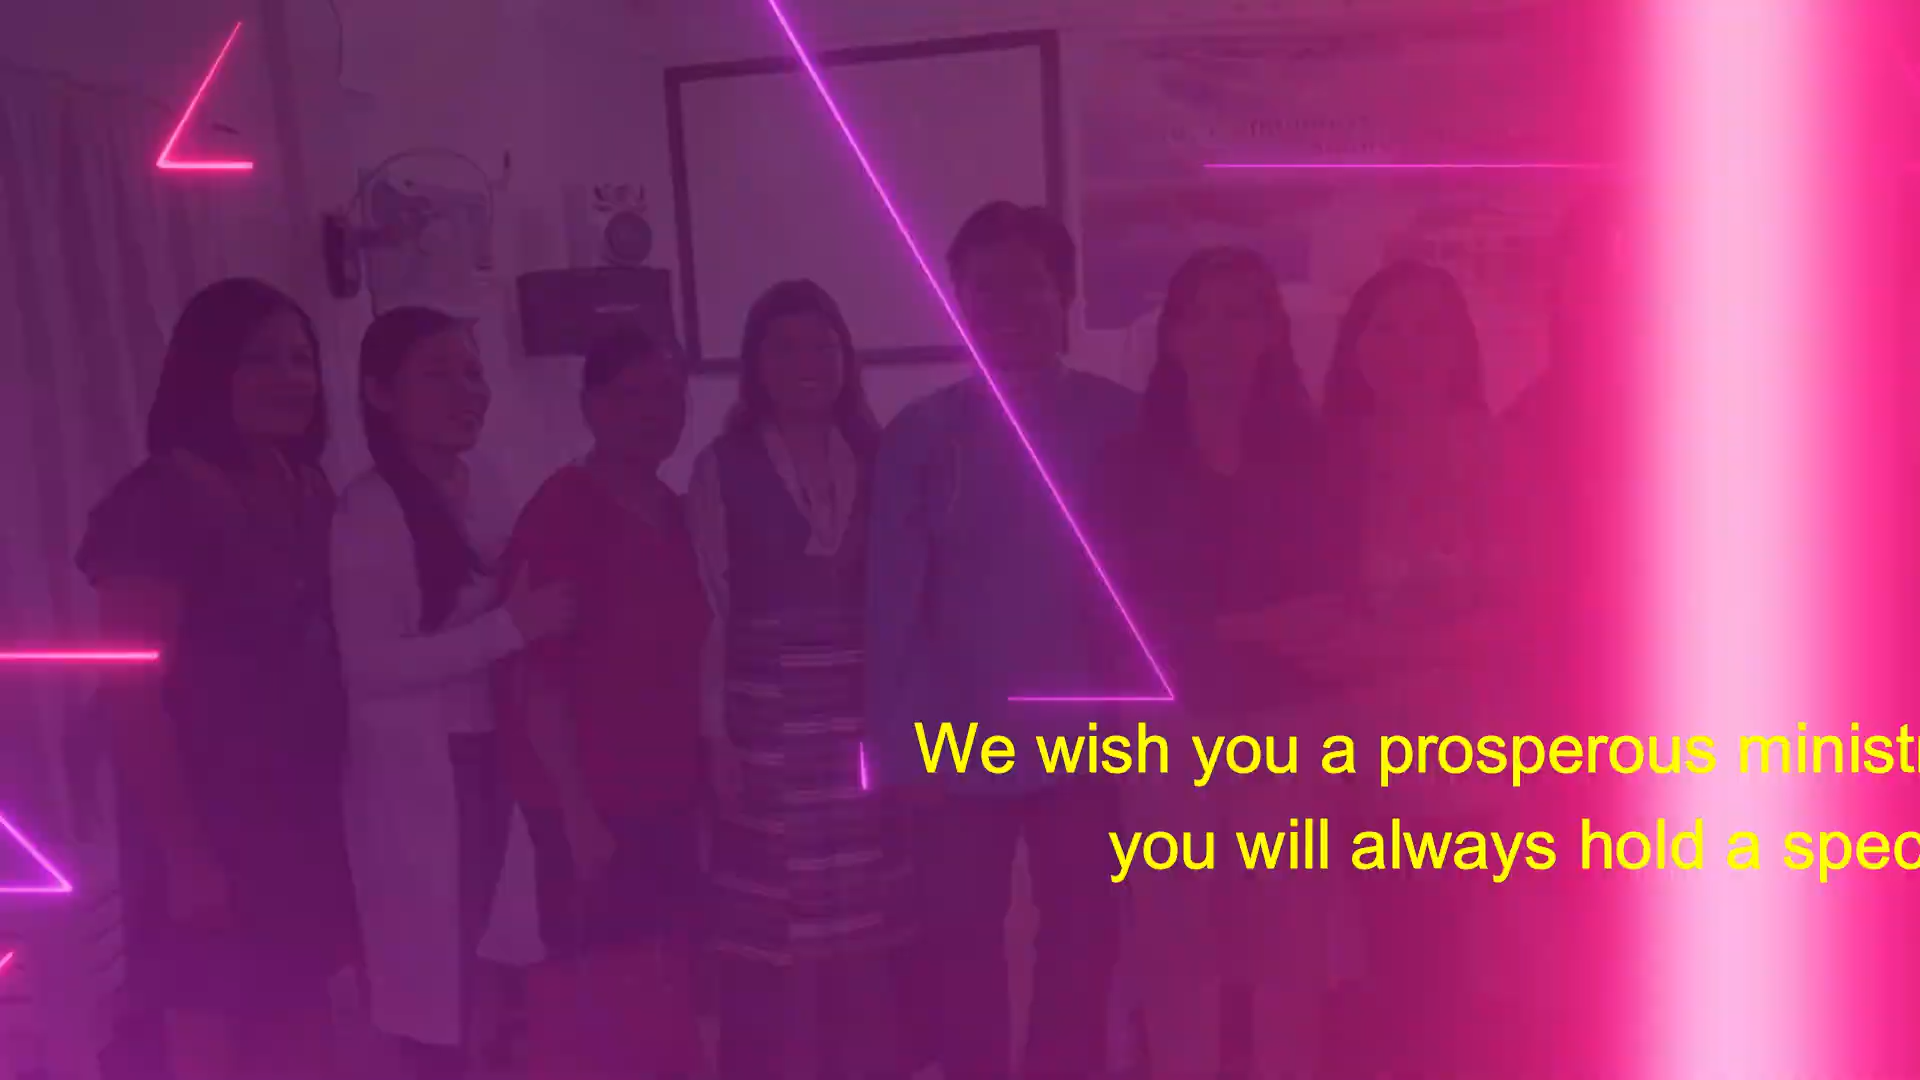 We wish you a prosperous minist
you will always hold a spec